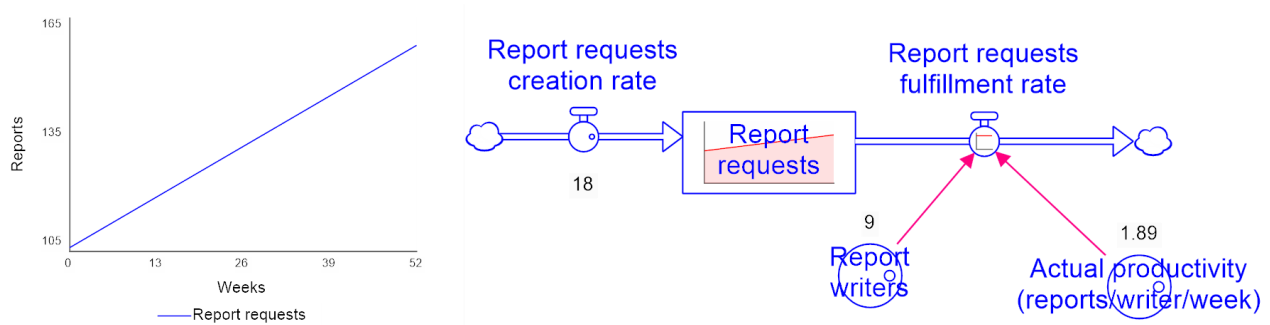 165
135
105
Reports
0 13 26 39 52
Weeks
Report requests
Report requests
creation rate
18
Report
requests
Report requests
fulfillment rate
9
Report
writers
1.89
Actual productivity
(reports/writer/week)